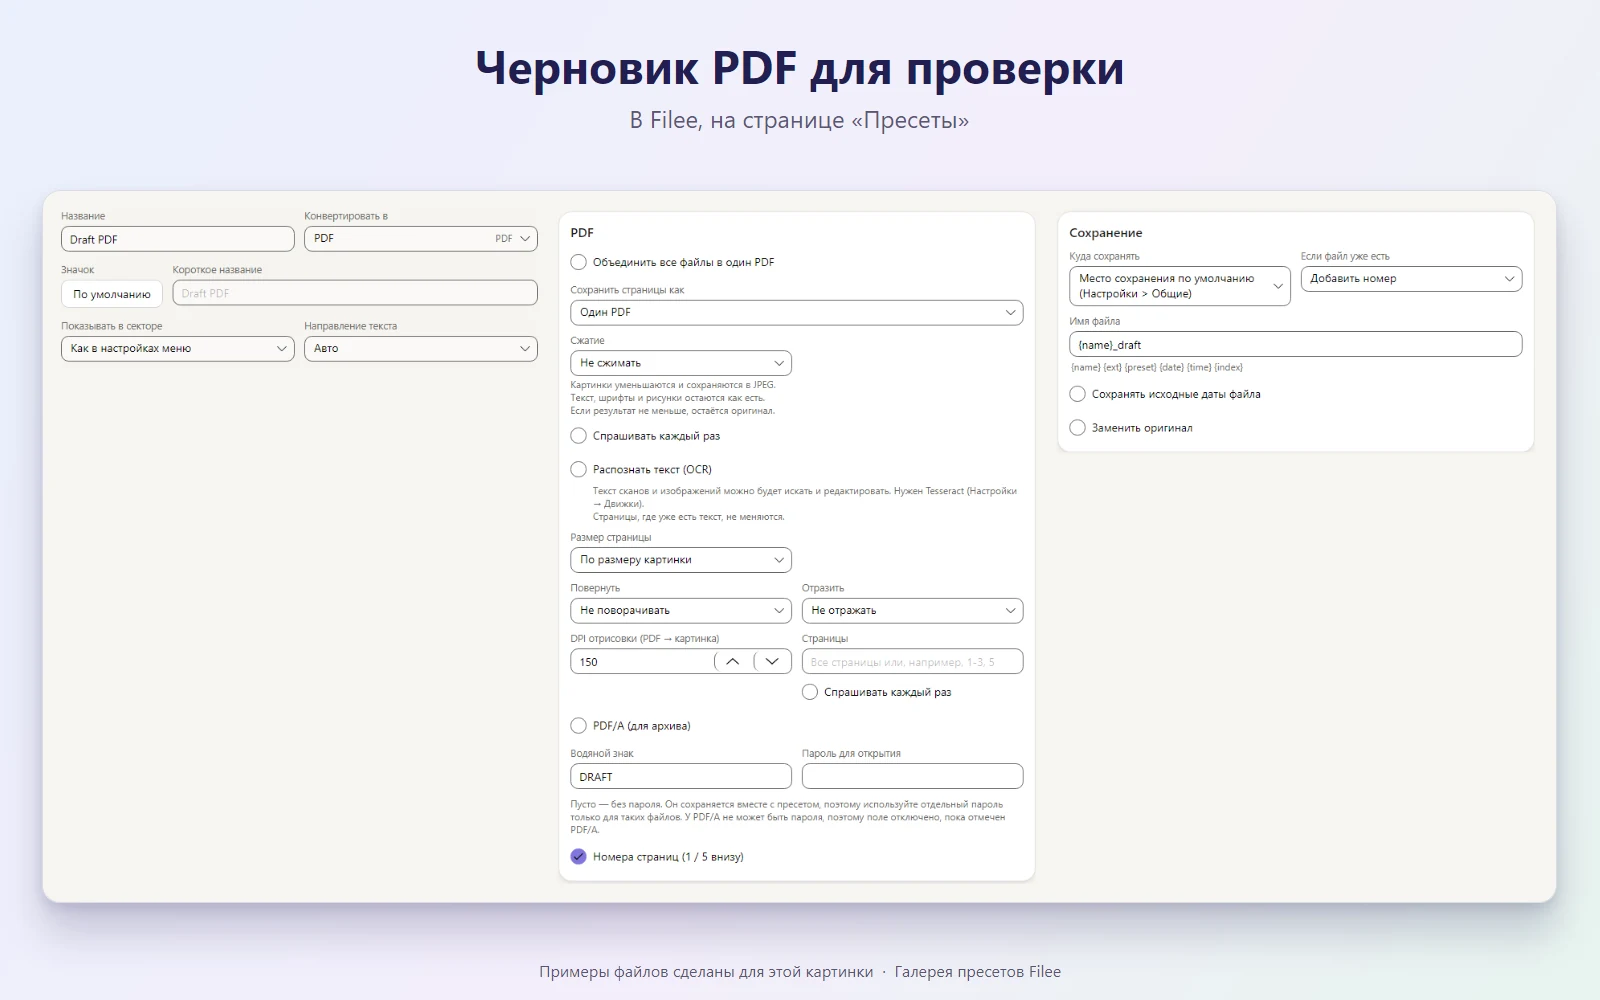 Черновик PDF для проверки
В Filee, на странице «Пресеты»
Название
Конвертировать в
Draft PDF
PDF
PDF
Значок
Короткое название
По умолчанию
Draft PDF
Показывать в секторе
Направление текста
Как в настройках меню
Авто
PDF
Объединить все файлы в один PDF
Сохранить страницы как
Один PDF
Сжатие
Не сжимать
Картинки уменьшаются и сохраняются в JPEG.
Текст, шрифты и рисунки остаются как есть.
Если результат не меньше, остаётся оригинал.
Спрашивать каждый раз
Распознать текст (OCR)
Текст сканов и изображений можно будет искать и редактировать. Нужен Tesseract (Настройки
→ Движки).
Страницы, где уже есть текст, не меняются.
Размер страницы
По размеру картинки
Повернуть
Отразить
Не поворачивать
Не отражать
DPI отрисовки (PDF → картинка)
Страницы
150
Все страницы или, например, 1-3, 5
Спрашивать каждый раз
PDF/A (для архива)
Водяной знак
Пароль для открытия
DRAFT
Пусто — без пароля. Он сохраняется вместе с пресетом, поэтому используйте отдельный пароль
только для таких файлов. У PDF/A не может быть пароля, поэтому поле отключено, пока отмечен
PDF/A.
Номера страниц (1 / 5 внизу)
Сохранение
Куда сохранять
Если файл уже есть
Место сохранения по умолчанию
(Настройки > Общие)
Добавить номер
Имя файла
{name}_draft
{name} {ext} {preset} {date} {time} {index}
Сохранять исходные даты файла
Заменить оригинал
Примеры файлов сделаны для этой картинки · Галерея пресетов Filee